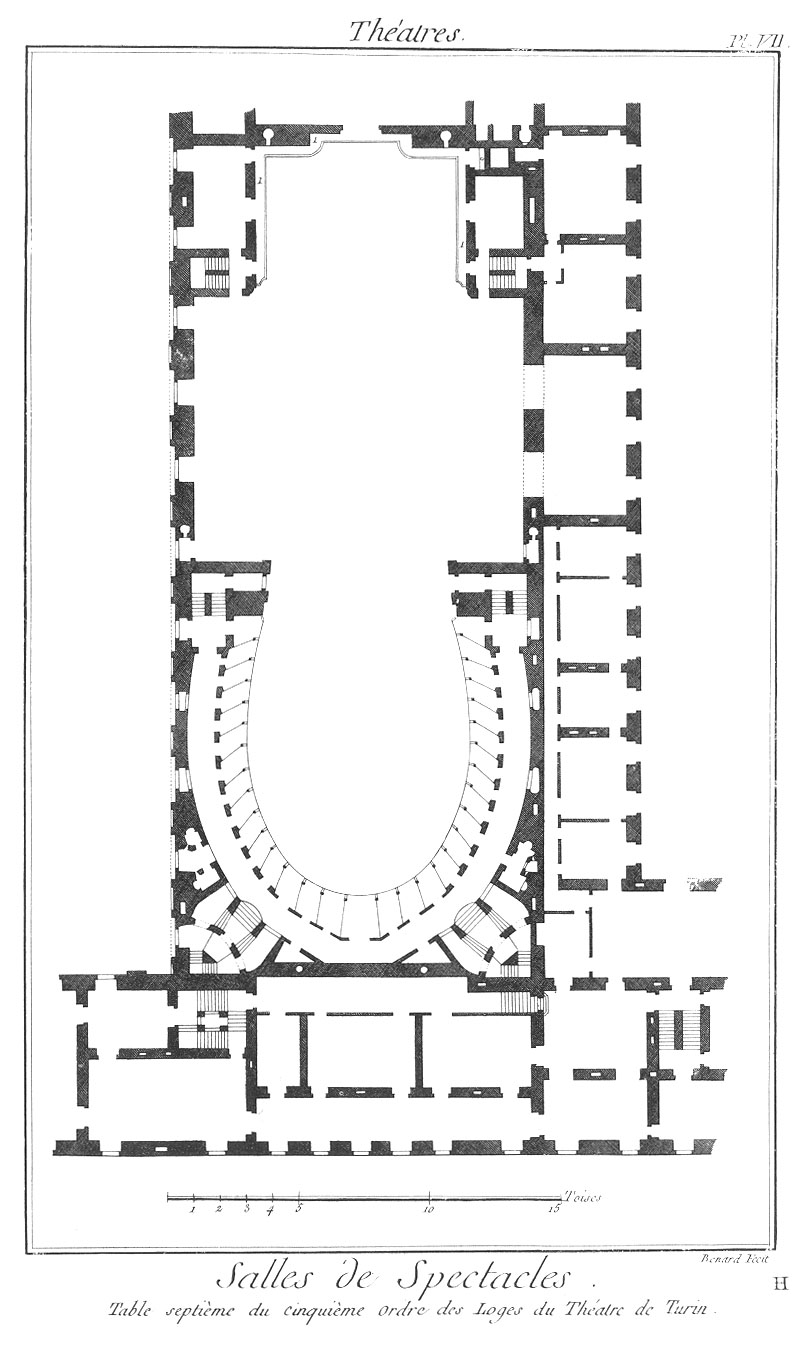 Théatres.
Pl. VII.
1
1
1
1 2 3 4 5 10 15 Toises
Benard Fecit
Salles de Spectacles.
H
Table septième du cinquième ordre des Loges du Théatre de Turin.